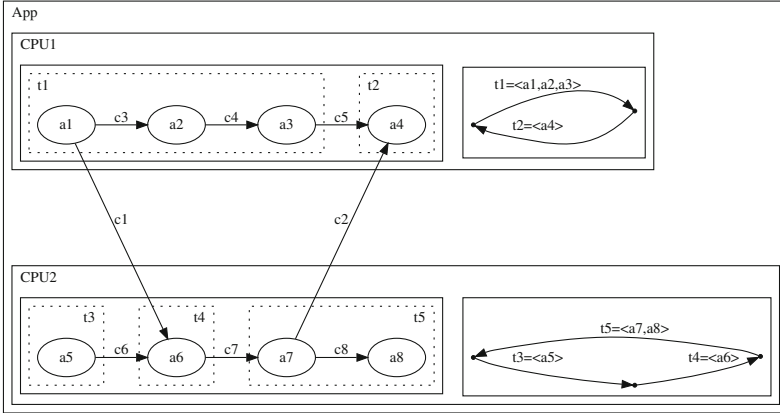 App
CPU1
t1
t2
a1
c3
a2
c4
a3
c5
a4
t1=<a1,a2,a3>
t2=<a4>
c1
c2
CPU2
t3
t4
t5
a5
c6
a6
c7
a7
c8
a8
t5=<a7,a8>
t3=<a5>
t4=<a6>